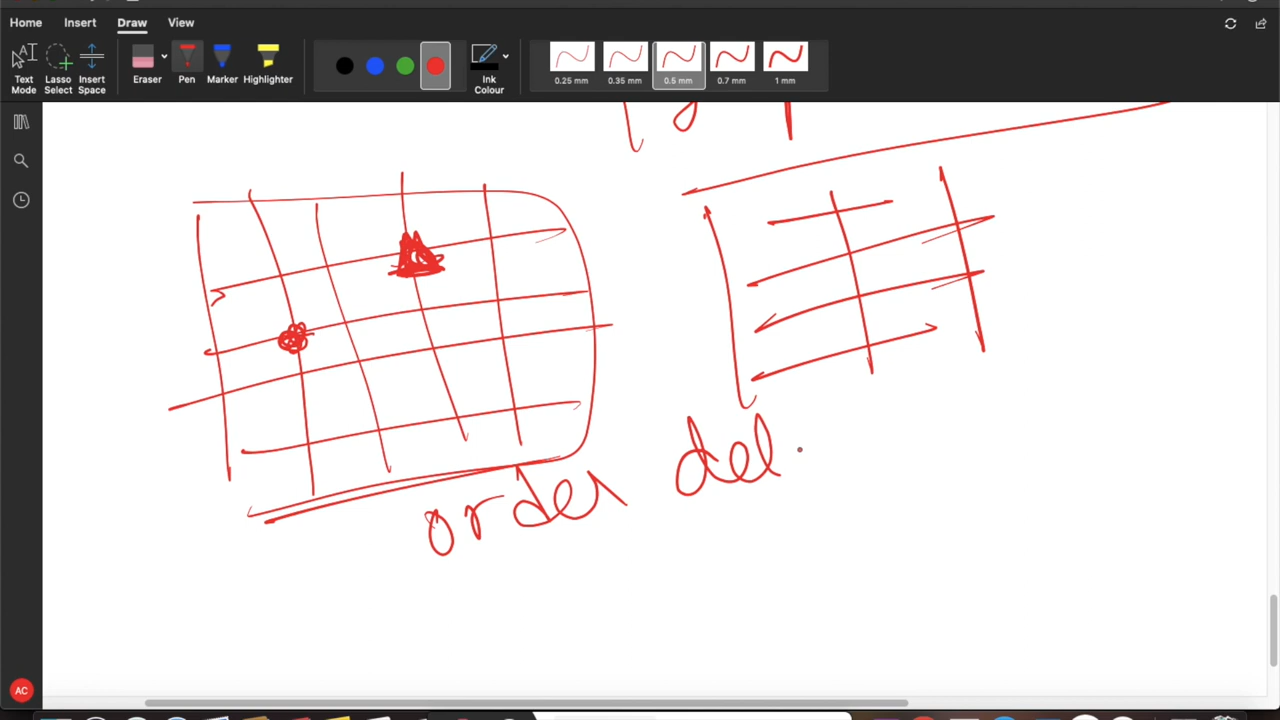 Home Insert Draw View
Text Mode Lasso Select Insert Space Eraser Pen Marker Highlighter Ink Colour 0.25 mm 0.35 mm 0.5 mm 0.7 mm 1 mm
order del
AC